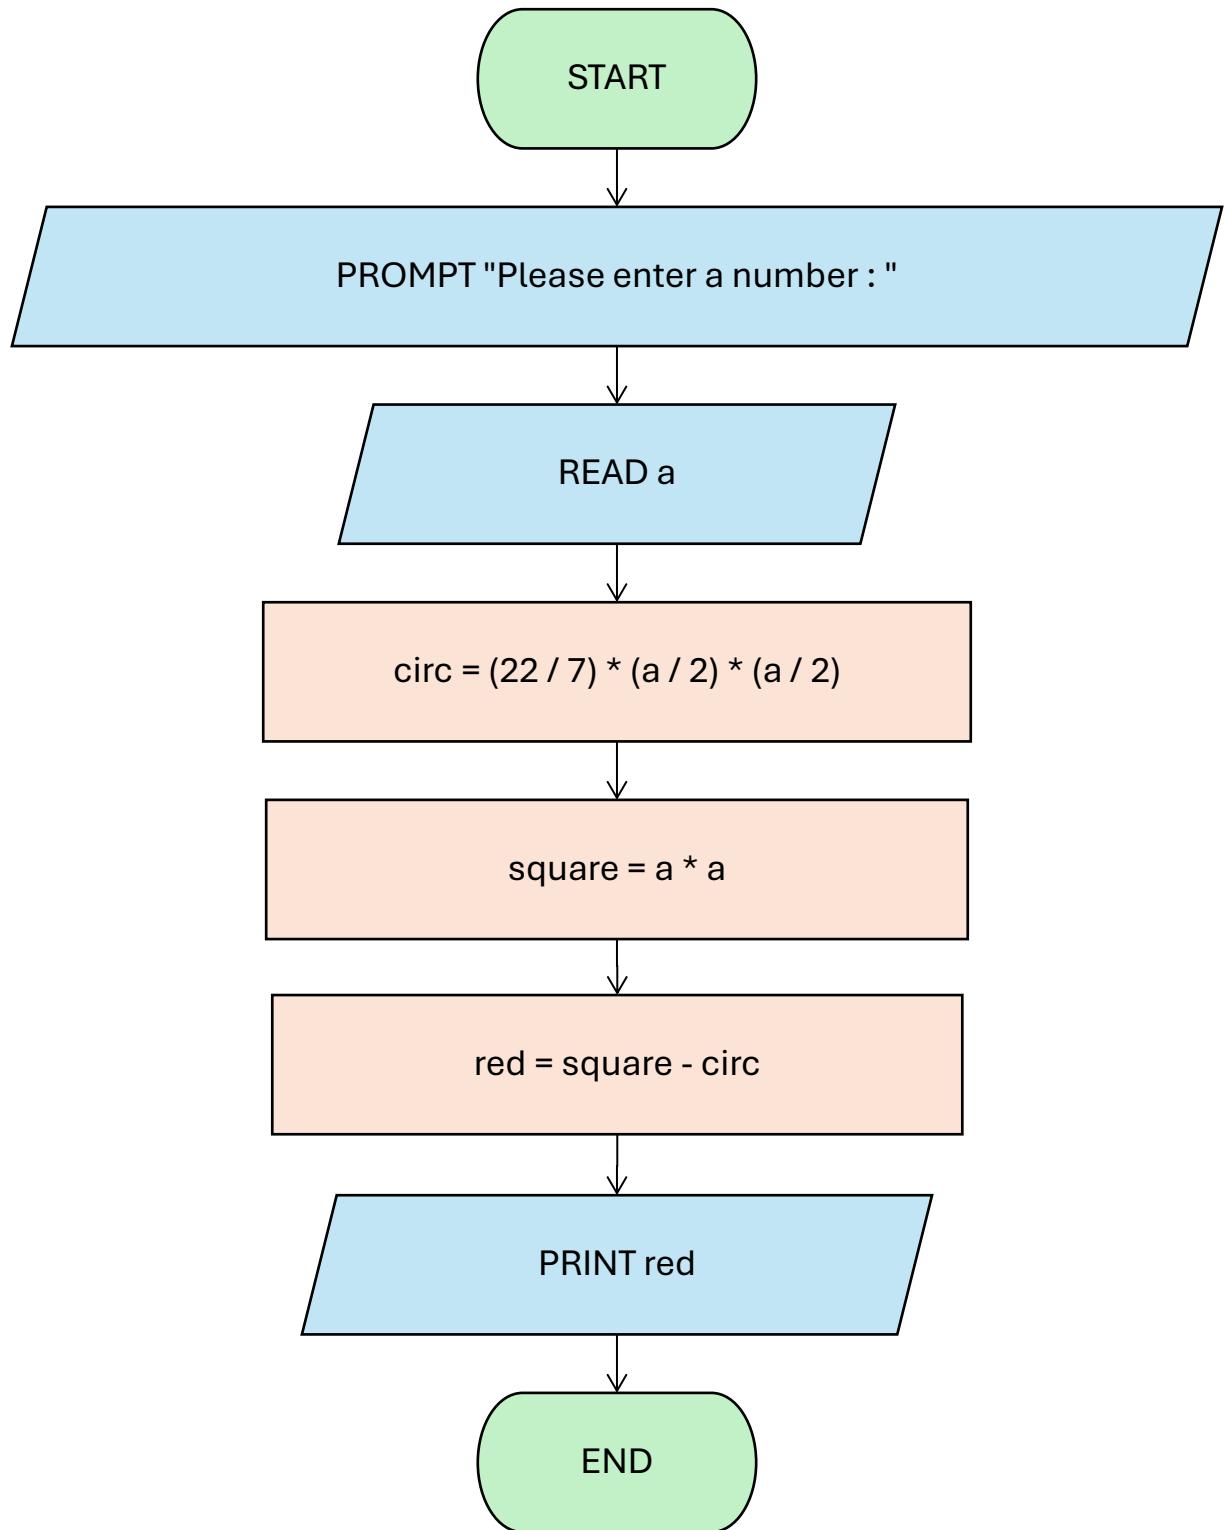 START
PROMPT "Please enter a number : "
READ a
circ = (22 / 7) * (a / 2) * (a / 2)
square = a * a
red = square - circ
PRINT red
END